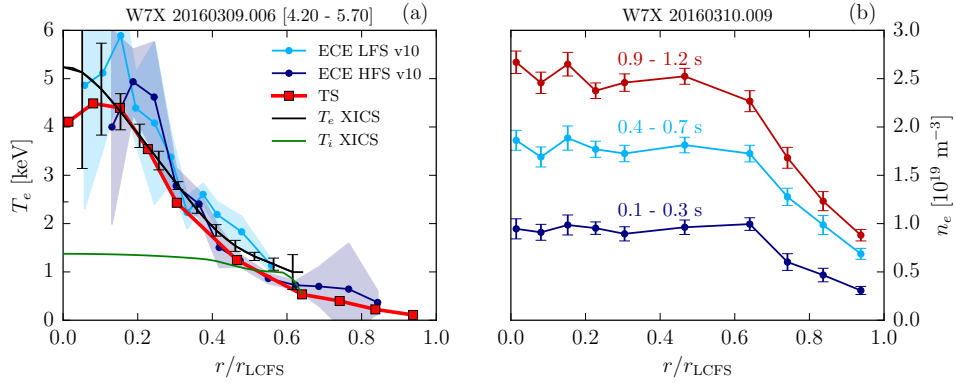 W7X 20160309.006 [4.20 - 5.70]
(a)
6
5
4
3
2
1
0
T_e [keV]
ECE LFS v10
ECE HFS v10
TS
T_e XICS
T_i XICS
0.0 0.2 0.4 0.6 0.8 1.0
r/r_LCFS
W7X 20160310.009
(b)
0.9 - 1.2 s
0.4 - 0.7 s
0.1 - 0.3 s
3.0
2.5
2.0
1.5
1.0
0.5
0.0
n_e [10^19 m^−3]
0.0 0.2 0.4 0.6 0.8 1.0
r/r_LCFS